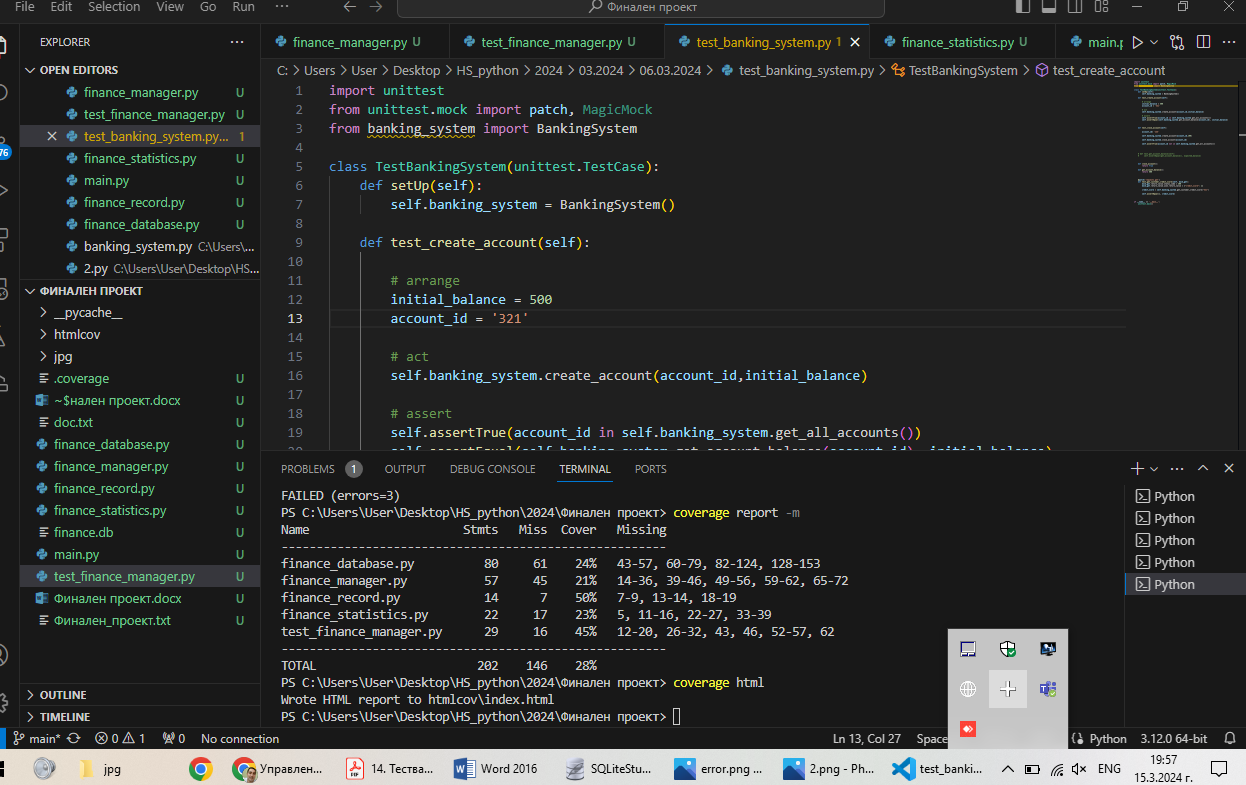 File Edit Selection View Go Run ··· Финален проект
EXPLORER ···
OPEN EDITORS
finance_manager.py U
test_finance_manager.py U
test_banking_system.py... 1
finance_statistics.py U
main.py U
finance_record.py U
finance_database.py U
banking_system.py C:\Users\...
2.py C:\Users\User\Desktop\HS...
76
ФИНАЛЕН ПРОЕКТ
__pycache__
htmlcov
jpg
.coverage U
~$нален проект.docx U
doc.txt U
finance_database.py U
finance_manager.py U
finance_record.py U
finance_statistics.py U
finance.db U
main.py U
test_finance_manager.py U
Финален проект.docx U
Финален_проект.txt U
OUTLINE
TIMELINE
finance_manager.py U test_finance_manager.py U test_banking_system.py 1 finance_statistics.py U main.p
C: > Users > User > Desktop > HS_python > 2024 > 03.2024 > 06.03.2024 > test_banking_system.py > TestBankingSystem > test_create_account
1 import unittest
2 from unittest.mock import patch, MagicMock
3 from banking_system import BankingSystem
4
5 class TestBankingSystem(unittest.TestCase):
6 def setUp(self):
7 self.banking_system = BankingSystem()
8
9 def test_create_account(self):
10
11 # arrange
12 initial_balance = 500
13 account_id = '321'
14
15 # act
16 self.banking_system.create_account(account_id,initial_balance)
17
18 # assert
19 self.assertTrue(account_id in self.banking_system.get_all_accounts())
20 self.assertEqual(self.banking_system.get_account_balance(account_id), initial_balance)
PROBLEMS 1 OUTPUT DEBUG CONSOLE TERMINAL PORTS
FAILED (errors=3)
PS C:\Users\User\Desktop\HS_python\2024\Финален проект> coverage report -m
Name Stmts Miss Cover Missing
-------------------------------------------------------
finance_database.py 80 61 24% 43-57, 60-79, 82-124, 128-153
finance_manager.py 57 45 21% 14-36, 39-46, 49-56, 59-62, 65-72
finance_record.py 14 7 50% 7-9, 13-14, 18-19
finance_statistics.py 22 17 23% 5, 11-16, 22-27, 33-39
test_finance_manager.py 29 16 45% 12-20, 26-32, 43, 46, 52-57, 62
-------------------------------------------------------
TOTAL 202 146 28%
PS C:\Users\User\Desktop\HS_python\2024\Финален проект> coverage html
Wrote HTML report to htmlcov\index.html
PS C:\Users\User\Desktop\HS_python\2024\Финален проект>
Python
Python
Python
Python
Python
main* 0 1 0 No connection Ln 13, Col 27 Space Python 3.12.0 64-bit
jpg Управлен... 14. Тества... Word 2016 SQLiteStu... error.png ... 2.png - Ph... test_banki... ENG 19:57
15.3.2024 г.